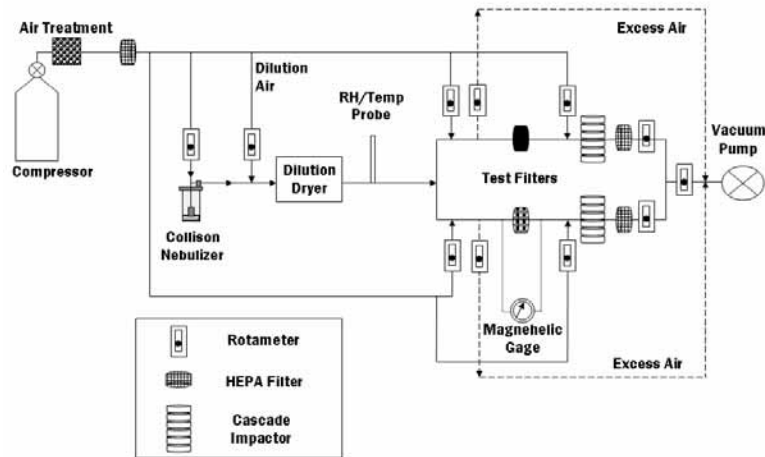 Air Treatment
Excess Air
Dilution
Air
RH/Temp
Probe
Vacuum
Pump
Compressor
Dilution
Dryer
Test Filters
Collison
Nebulizer
Magnehelic
Gage
Rotameter
Excess Air
HEPA Filter
Cascade
Impactor